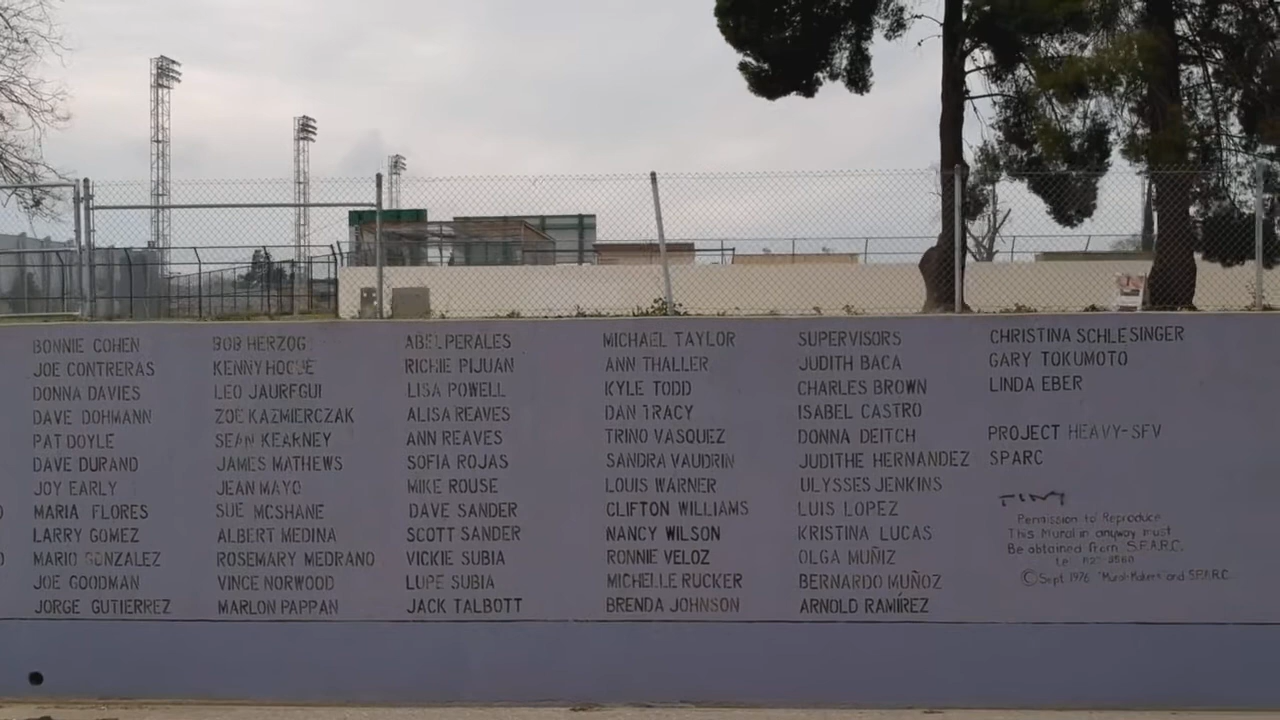 BONNIE COHEN
JOE CONTRERAS
DONNA DAVIES
DAVE DOHMANN
PAT DOYLE
DAVE DURAND
JOY EARLY
MARIA FLORES
LARRY GOMEZ
MARIO GONZALEZ
JOE GOODMAN
JORGE GUTIERREZ
BOB HERZOG
KENNY HOGUE
LEO JAUREGUI
ZOE KAZMIERCZAK
SEAN KEARNEY
JAMES MATHEWS
JEAN MAYO
SUE MCSHANE
ALBERT MEDINA
ROSEMARY MEDRANO
VINCE NORWOOD
MARLON PAPPAN
ABEL PERALES
RICHIE PIJUAN
LISA POWELL
ALISA REAVES
ANN REAVES
SOFIA ROJAS
MIKE ROUSE
DAVE SANDER
SCOTT SANDER
VICKIE SUBIA
LUPE SUBIA
JACK TALBOTT
MICHAEL TAYLOR
ANN THALLER
KYLE TODD
DAN TRACY
TRINO VASQUEZ
SANDRA VAUDRIN
LOUIS WARNER
CLIFTON WILLIAMS
NANCY WILSON
RONNIE VELOZ
MICHELLE RUCKER
BRENDA JOHNSON
SUPERVISORS
JUDITH BACA
CHARLES BROWN
ISABEL CASTRO
DONNA DEITCH
JUDITHE HERNANDEZ
ULYSSES JENKINS
LUIS LOPEZ
KRISTINA LUCAS
OLGA MUÑIZ
BERNARDO MUÑOZ
ARNOLD RAMÍREZ
CHRISTINA SCHLESINGER
GARY TOKUMOTO
LINDA EBER
PROJECT HEAVY-SFV
SPARC
TINY
Permission to Reproduce
This Mural in anyway must
Be obtained from S.P.A.R.C.
©Sept 1976 "Mural Makers" and S.P.A.R.C.